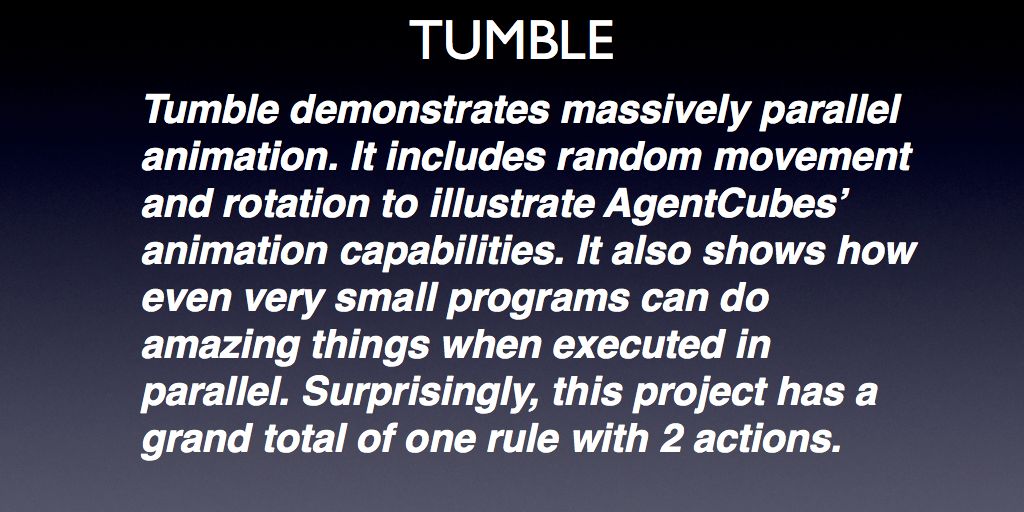 TUMBLE
Tumble demonstrates massively parallel
animation. It includes random movement
and rotation to illustrate AgentCubes’
animation capabilities. It also shows how
even very small programs can do
amazing things when executed in
parallel. Surprisingly, this project has a
grand total of one rule with 2 actions.